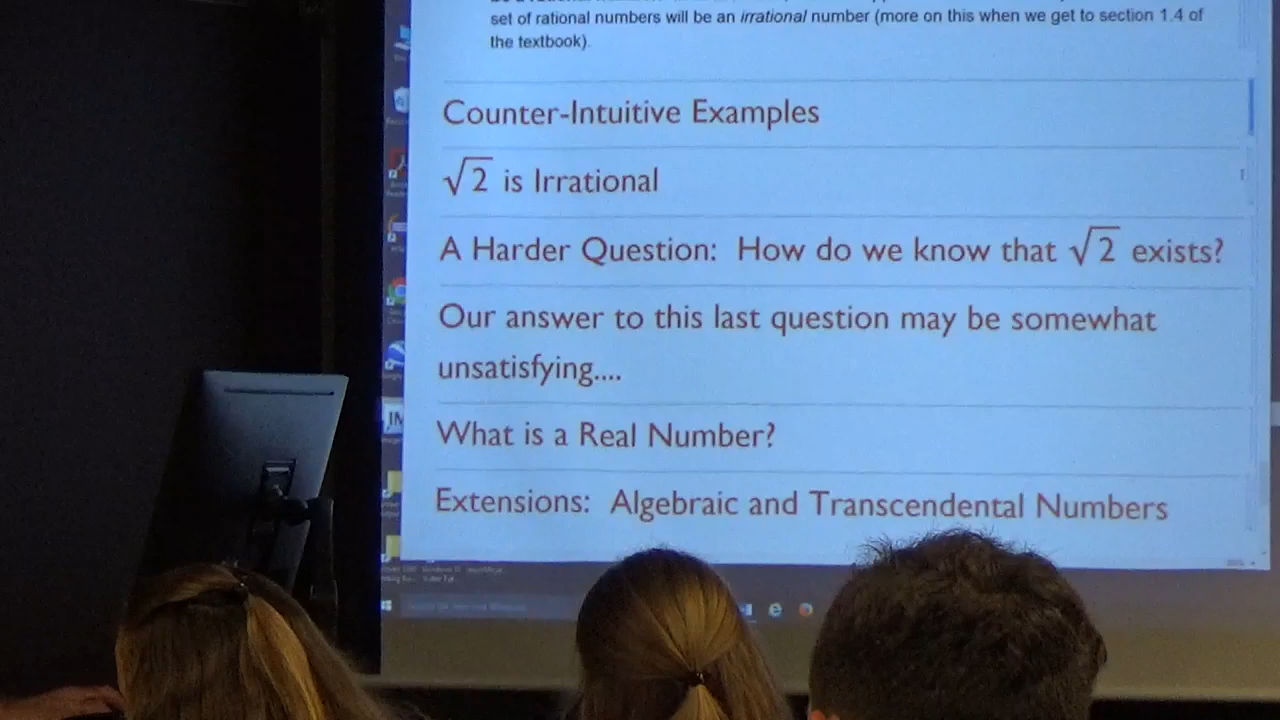 set of rational numbers will be an irrational number (more on this when we get to section 1.4 of
the textbook).
Counter-Intuitive Examples
√2 is Irrational
A Harder Question: How do we know that √2 exists?
Our answer to this last question may be somewhat
unsatisfying....
What is a Real Number?
Extensions: Algebraic and Transcendental Numbers